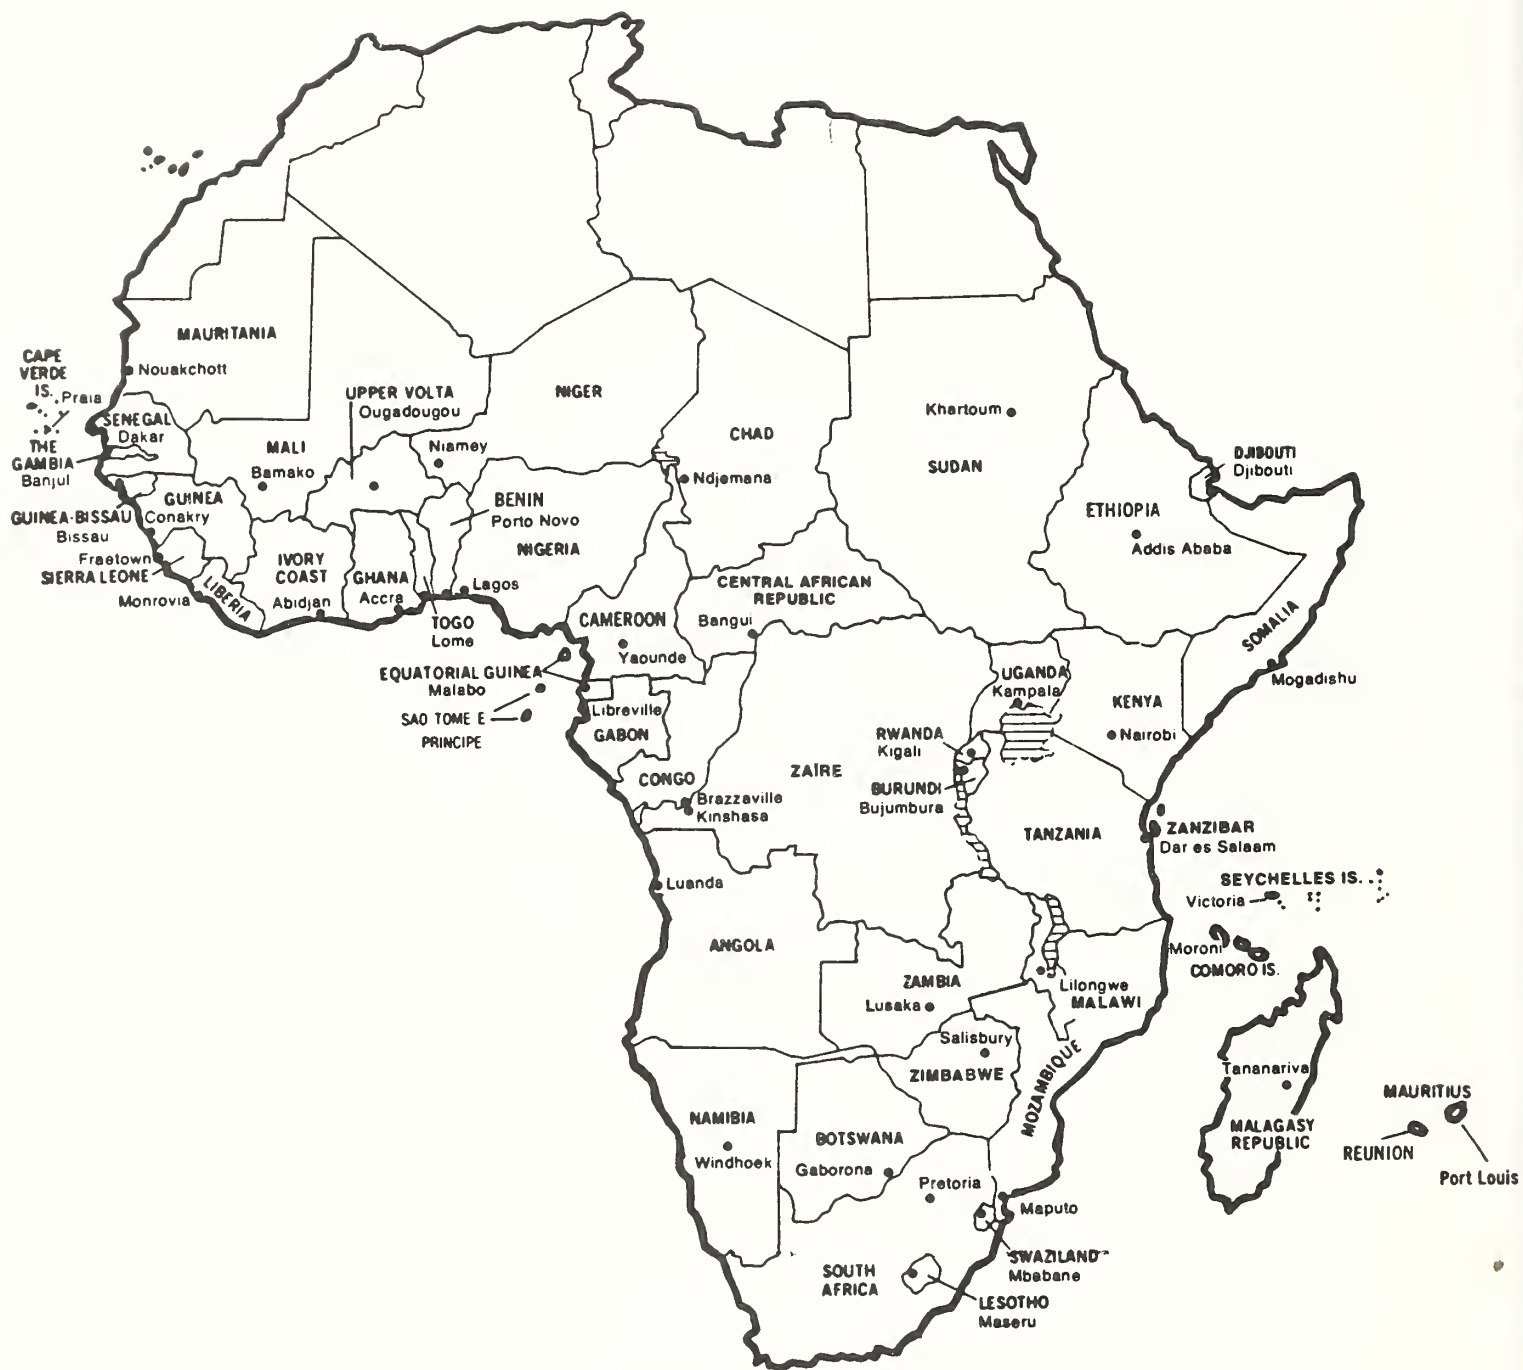 MAURITANIA
Nouakchott
CAPE
VERDE
IS.
Praia
SENEGAL
Dakar
THE
GAMBIA
Banjul
UPPER VOLTA
Ougadougou
MALI
Bamako
NIGER
Niamey
CHAD
Ndjemana
Khartoum
SUDAN
DJIBOUTI
Djibouti
ETHIOPIA
Addis Ababa
GUINEA
Conakry
GUINEA-BISSAU
Bissau
Freetown
SIERRA LEONE
LIBERIA
Monrovia
IVORY
COAST
Abidjan
GHANA
Accra
BENIN
Porto Novo
NIGERIA
Lagos
TOGO
Lome
CAMEROON
Yaounde
CENTRAL AFRICAN
REPUBLIC
Bangui
SOMALIA
Mogadishu
EQUATORIAL GUINEA
Malabo
SAO TOME E
PRINCIPE
Libreville
GABON
CONGO
Brazzaville
Kinshasa
ZAÏRE
UGANDA
Kampala
KENYA
Nairobi
RWANDA
Kigali
BURUNDI
Bujumbura
TANZANIA
ZANZIBAR
Dar es Salaam
SEYCHELLES IS.
Victoria
Moroni
COMORO IS.
Luanda
ANGOLA
ZAMBIA
Lusaka
Lilongwe
MALAWI
Salisbury
ZIMBABWE
MOZAMBIQUE
NAMIBIA
Windhoek
BOTSWANA
Gaborona
Pretoria
Maputo
Tananariva
MALAGASY
REPUBLIC
MAURITIUS
REUNION
Port Louis
SWAZILAND
Mbabane
SOUTH
AFRICA
LESOTHO
Maseru